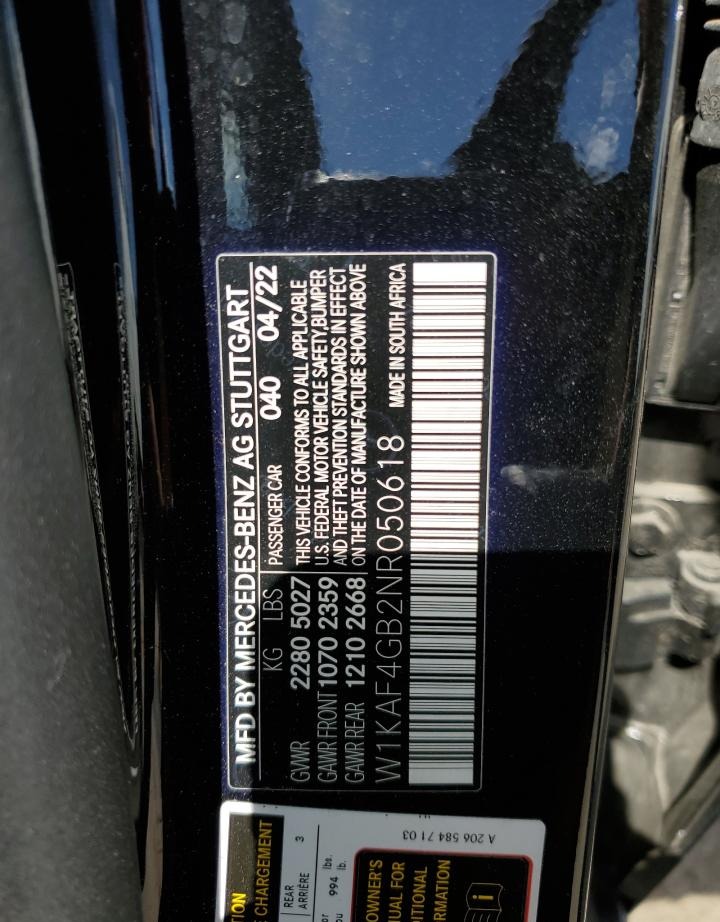 MFD BY MERCEDES-BENZ AG STUTTGART
KG LBS PASSENGER CAR 040 04/22
GVWR 2280 5027 THIS VEHICLE CONFORMS TO ALL APPLICABLE
GAWR FRONT 1070 2359 U.S. FEDERAL MOTOR VEHICLE SAFETY,BUMPER
GAWR REAR 1210 2668 AND THEFT PREVENTION STANDARDS IN EFFECT
ON THE DATE OF MANUFACTURE SHOWN ABOVE
W1KAF4GB2NR050618 MADE IN SOUTH AFRICA
CHARGEMENT
REAR
ARRIÈRE 3
994 lbs.
lb.
OWNER'S
FOR
A 206 584 71 03